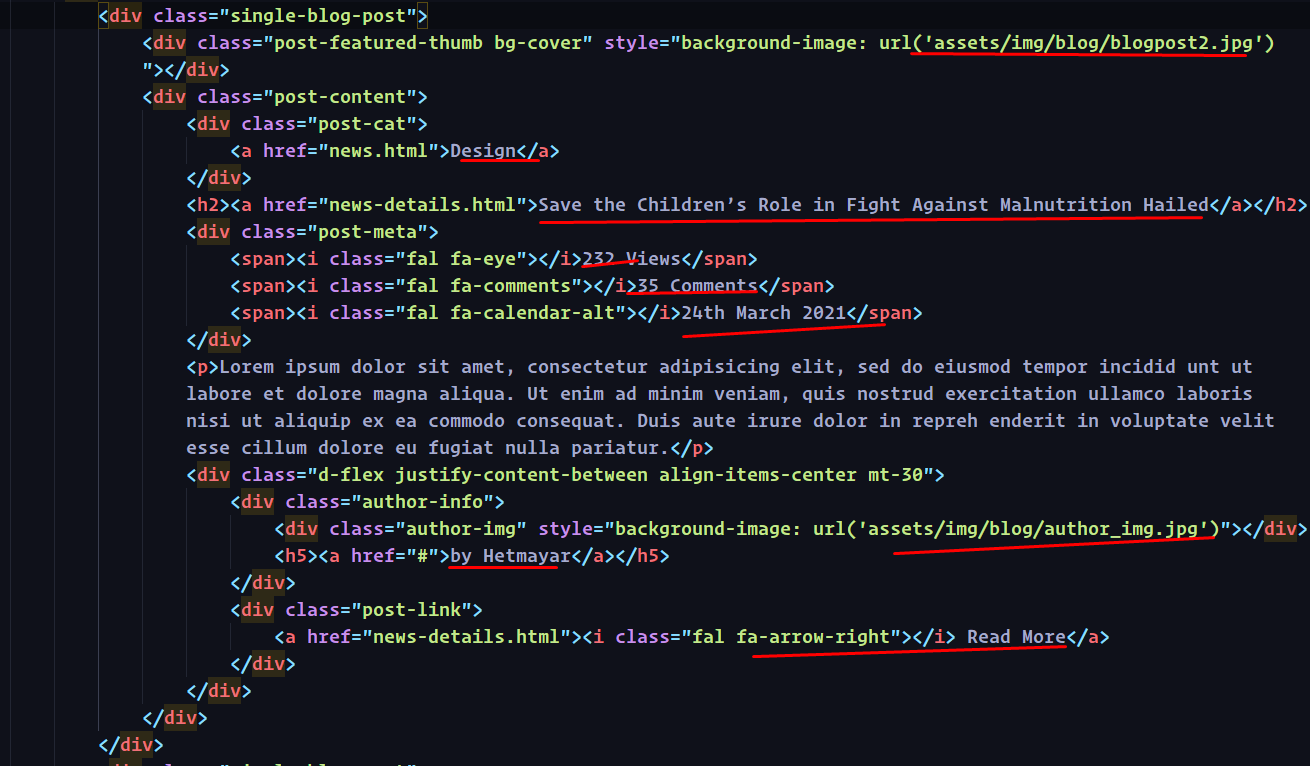 <div class="single-blog-post">
<div class="post-featured-thumb bg-cover" style="background-image: url('assets/img/blog/blogpost2.jpg')
"></div>
<div class="post-content">
<div class="post-cat">
<a href="news.html">Design</a>
</div>
<h2><a href="news-details.html">Save the Children’s Role in Fight Against Malnutrition Hailed</a></h2>
<div class="post-meta">
<span><i class="fal fa-eye"></i>232 Views</span>
<span><i class="fal fa-comments"></i>35 Comments</span>
<span><i class="fal fa-calendar-alt"></i>24th March 2021</span>
</div>
<p>Lorem ipsum dolor sit amet, consectetur adipisicing elit, sed do eiusmod tempor incidid unt ut
labore et dolore magna aliqua. Ut enim ad minim veniam, quis nostrud exercitation ullamco laboris
nisi ut aliquip ex ea commodo consequat. Duis aute irure dolor in repreh enderit in voluptate velit
esse cillum dolore eu fugiat nulla pariatur.</p>
<div class="d-flex justify-content-between align-items-center mt-30">
<div class="author-info">
<div class="author-img" style="background-image: url('assets/img/blog/author_img.jpg')"></div>
<h5><a href="#">by Hetmayar</a></h5>
</div>
<div class="post-link">
<a href="news-details.html"><i class="fal fa-arrow-right"></i> Read More</a>
</div>
</div>
</div>
</div>